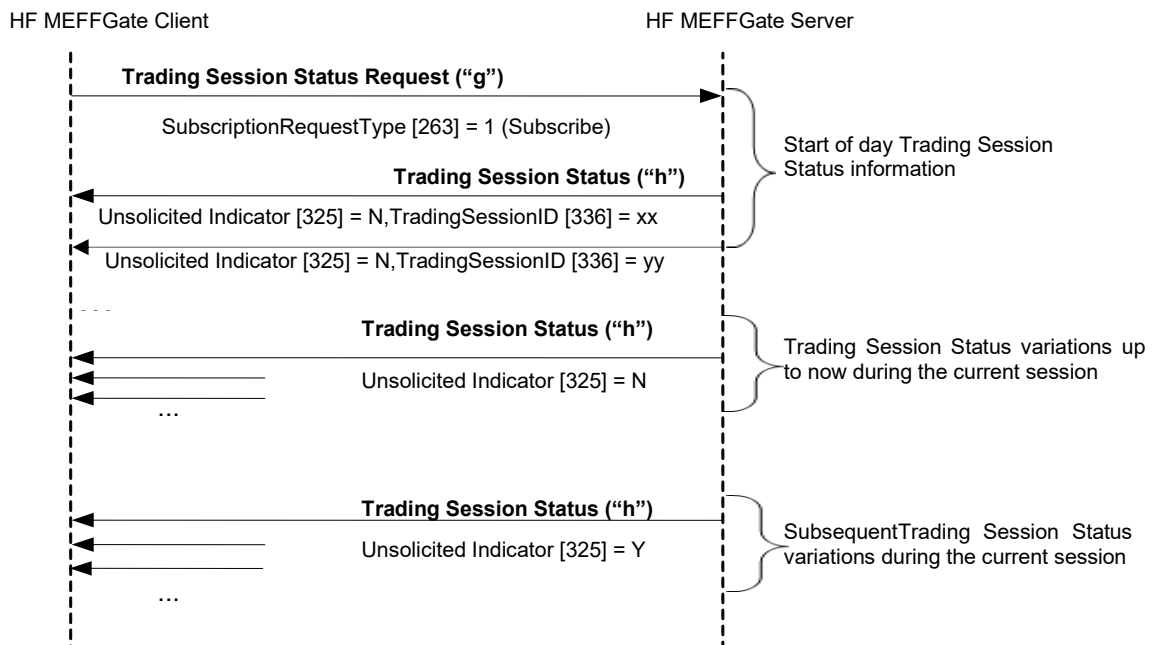 HF MEFFGate Client
HF MEFFGate Server
Trading Session Status Request (“g”)
SubscriptionRequestType [263] = 1 (Subscribe)
Start of day Trading Session
Status information
Trading Session Status (“h”)
Unsolicited Indicator [325] = N,TradingSessionID [336] = xx
Unsolicited Indicator [325] = N,TradingSessionID [336] = yy
...
Trading Session Status (“h”)
Trading Session Status variations up
to now during the current session
Unsolicited Indicator [325] = N
...
Trading Session Status (“h”)
SubsequentTrading Session Status
variations during the current session
Unsolicited Indicator [325] = Y
...